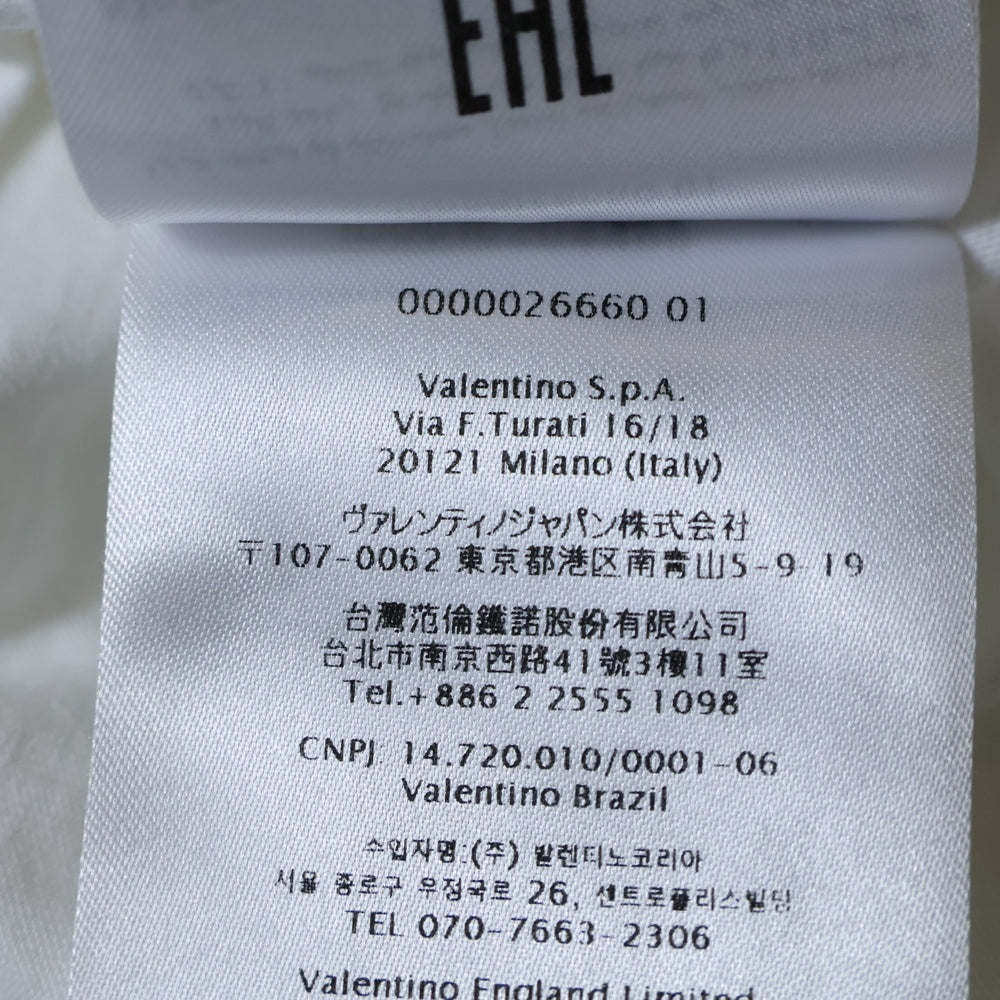 EAC
0000026660 01
Valentino S.p.A.
Via F.Turati 16/18
20121 Milano (Italy)
ヴァレンティノジャパン株式会社
〒107-0062 東京都港区南青山5-9-19
台灣范倫鐵諾股份有限公司
台北市南京西路41號3樓11室
Tel.+886 2 2555 1098
CNPJ: 14.720.010/0001-06
Valentino Brazil
수입자명:(주) 발렌티노코리아
서울 종로구 우정국로 26, 센트로폴리스빌딩
TEL 070-7663-2306
Valentino England Limited